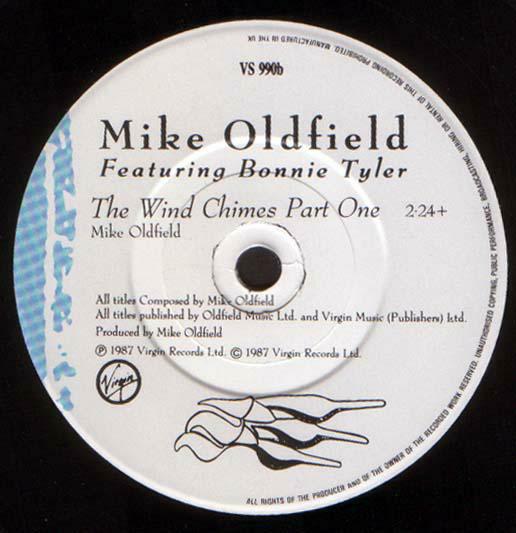 VS 990b
Mike Oldfield
Featuring Bonnie Tyler
The Wind Chimes Part One 2·24+
Mike Oldfield
All titles Composed by Mike Oldfield
All titles published by Oldfield Music Ltd. and Virgin Music (Publishers) Ltd.
Produced by Mike Oldfield
℗ 1987 Virgin Records Ltd. © 1987 Virgin Records Ltd.
Virgin
ALL RIGHTS OF THE PRODUCER AND OF THE OWNER OF THE RECORDED WORK RESERVED. UNAUTHORISED COPYING, PUBLIC PERFORMANCE, BROADCASTING, HIRING OR RENTAL OF THIS RECORDING PROHIBITED. MANUFACTURED IN THE UK